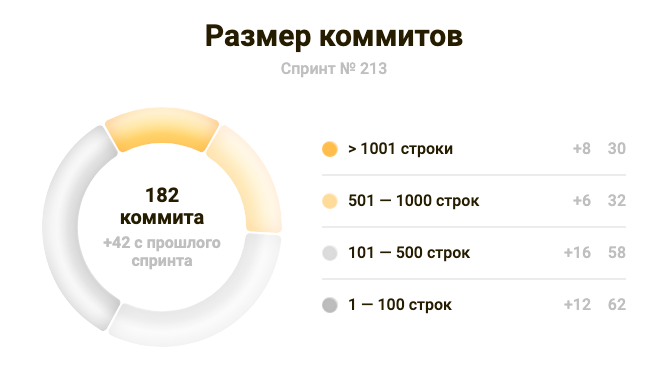 Размер коммитов
Спринт № 213
182
коммита
+42 с прошлого
спринта
> 1001 строки +8 30
501 — 1000 строк +6 32
101 — 500 строк +16 58
1 — 100 строк +12 62